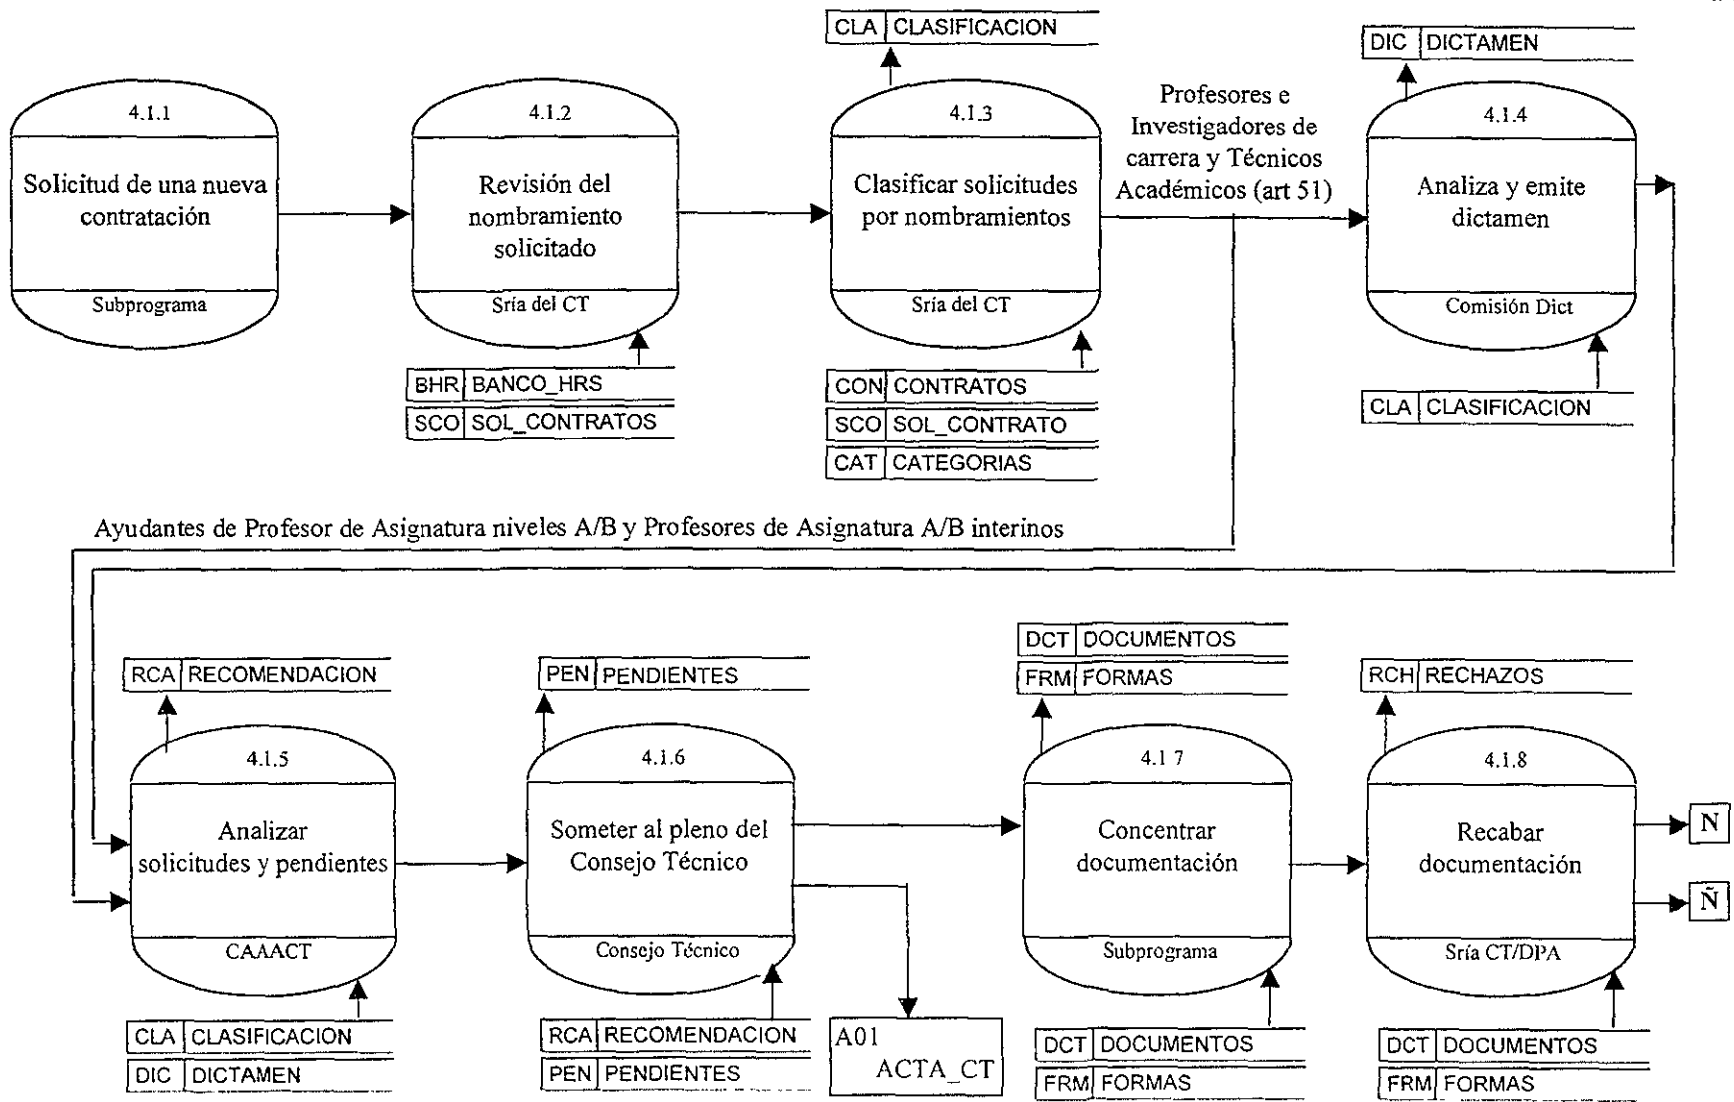 CLA CLASIFICACION
DIC DICTAMEN
4.1.1
Solicitud de una nueva
contratación
Subprograma
4.1.2
Revisión del
nombramiento
solicitado
Sría del CT
BHR BANCO_HRS
SCO SOL_CONTRATOS
4.1.3
Clasificar solicitudes
por nombramientos
Sría del CT
CON CONTRATOS
SCO SOL_CONTRATO
CAT CATEGORIAS
Profesores e
Investigadores de
carrera y Técnicos
Académicos (art 51)
4.1.4
Analiza y emite
dictamen
Comisión Dict
CLA CLASIFICACION
Ayudantes de Profesor de Asignatura niveles A/B y Profesores de Asignatura A/B interinos
RCA RECOMENDACION
4.1.5
Analizar
solicitudes y pendientes
CAAACT
CLA CLASIFICACION
DIC DICTAMEN
PEN PENDIENTES
4.1.6
Someter al pleno del
Consejo Técnico
Consejo Técnico
RCA RECOMENDACION
PEN PENDIENTES
A01
ACTA_CT
DCT DOCUMENTOS
FRM FORMAS
4.1 7
Concentrar
documentación
Subprograma
DCT DOCUMENTOS
FRM FORMAS
RCH RECHAZOS
4.1.8
Recabar
documentación
Sría CT/DPA
DCT DOCUMENTOS
FRM FORMAS
N
Ñ